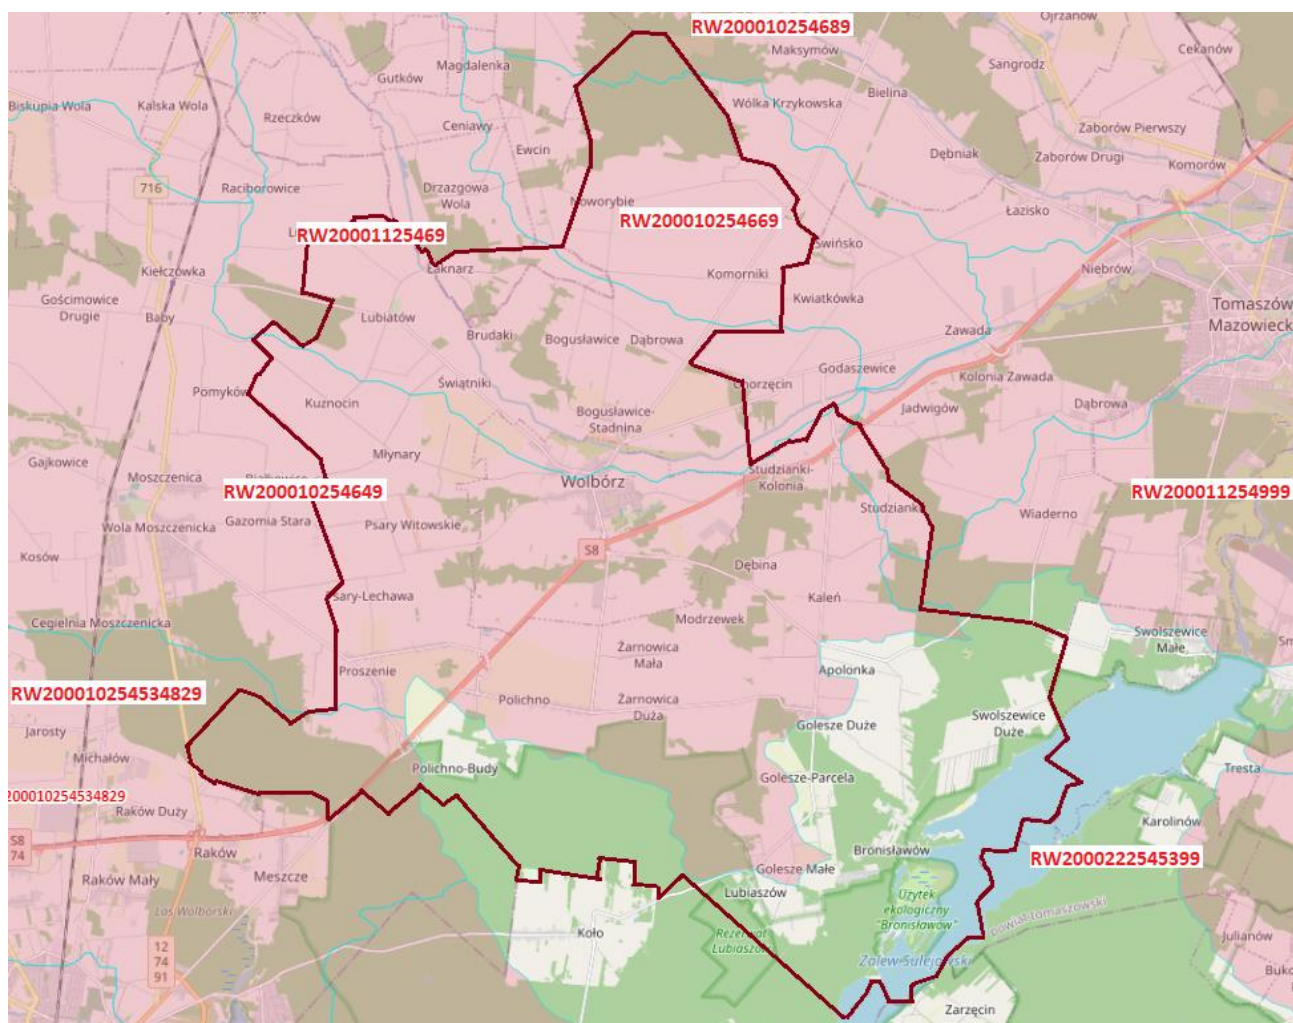 RW200010254689
Maksymów
Ojrzanów
Cekanów
Sangrodz
Magdalenka
Gutków
Bielina
Biskupia Wola
Kalska Wola
Rzeczków
Ceniawy
Wólka Krzykowska
Zaborów Pierwszy
Ewcin
Dębniak
Zaborów Drugi
Komorów
716
Raciborowice
Drzazgowa
Wola
Noworybie
RW200010254669
Łazisko
RW20001125469
Swińsko
Łaknarz
Komorniki
Niebrów
Kiełczówka
Kwiatkówka
Gościmowice
Drugie
Baby
Lubiatów
Tomaszów
Mazowiecki
Brudaki
Bogusławice
Dąbrowa
Zawada
Godaszewice
Kolonia Zawada
Świątniki
Chorzęcin
Pomyków
Kuznocin
Bogusławice-
Stadnina
Jadwigów
Dąbrowa
Młynary
Gajkowice
Moszczenica
Wolbórz
Studzianki-
Kolonia
RW200010254649
RW200011254999
Gazomia Stara
Psary Witowskie
Studzianki
Wiaderno
Wola Moszczenicka
Kosów
S8
Dębina
Kaleń
Cegielnia Moszczenicka
Modrzewek
Swolszewice
Małe
Żarnowica
Mała
Proszenie
Apolonka
RW200010254534829
Polichno
Żarnowica
Duża
Golesze Duże
Swolszewice
Duże
Jarosty
Michałów
Polichno-Budy
Golesze-Parcela
Tresta
200010254534829
Raków Duży
Karolinów
S8
74
Raków
Bronisławów
RW2000222545399
Raków Mały
Meszcze
Golesze Małe
Lubiaszów
Użytek
ekologiczny
"Bronisławów"
Las Wolborski
Koło
Rezerwat
powiat tomaszowski
Julianów
12
74
91
Zalew Sulejowski
Zarzęcin